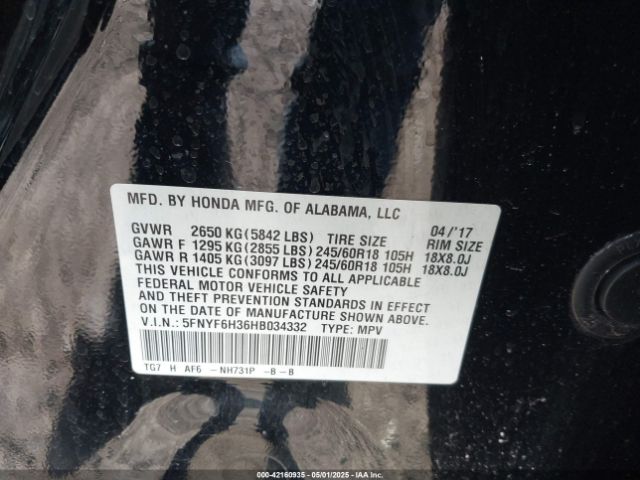 MFD. BY HONDA MFG. OF ALABAMA, LLC
GVWR 2650 KG(5842 LBS) TIRE SIZE 04/'17 RIM SIZE
GAWR F 1295 KG(2855 LBS)245/60R18 105H 18X8.0J
GAWR R 1405 KG(3097 LBS)245/60R18 105H 18X8.0J
THIS VEHICLE CONFORMS TO ALL APPLICABLE
FEDERAL MOTOR VEHICLE SAFETY
AND THEFT PREVENTION STANDARDS IN EFFECT
ON THE DATE OF MANUFACTURE SHOWN ABOVE.
V.I.N.: 5FNYF6H36HB034332 TYPE: MPV
TG7 H AF6 -NH731P -B -B
000-42160935 - 05/01/2025 - IAA Inc.